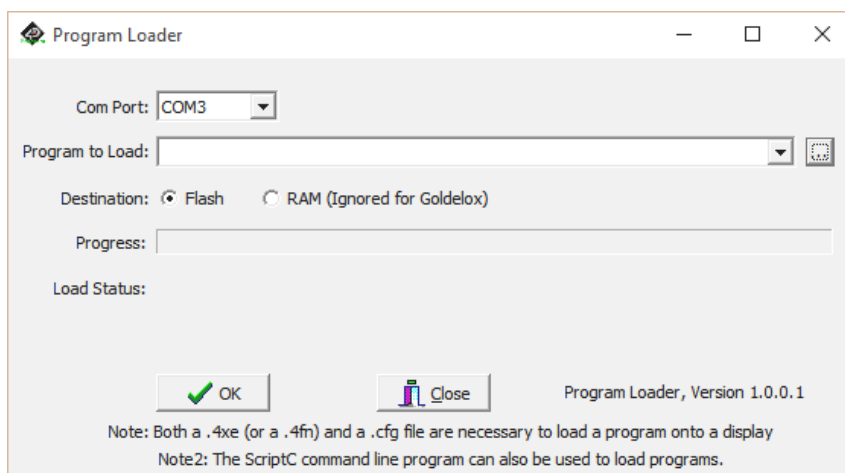 Program Loader
Com Port: COM3
Program to Load:
Destination: Flash RAM (Ignored for Goldelox)
Progress:
Load Status:
OK Close Program Loader, Version 1.0.0.1
Note: Both a .4xe (or a .4fn) and a .cfg file are necessary to load a program onto a display
Note2: The ScriptC command line program can also be used to load programs.